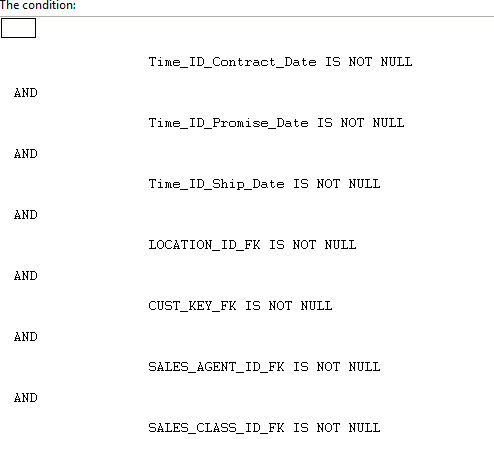 The condition:
Time_ID_Contract_Date IS NOT NULL
AND
Time_ID_Promise_Date IS NOT NULL
AND
Time_ID_Ship_Date IS NOT NULL
AND
LOCATION_ID_FK IS NOT NULL
AND
CUST_KEY_FK IS NOT NULL
AND
SALES_AGENT_ID_FK IS NOT NULL
AND
SALES_CLASS_ID_FK IS NOT NULL